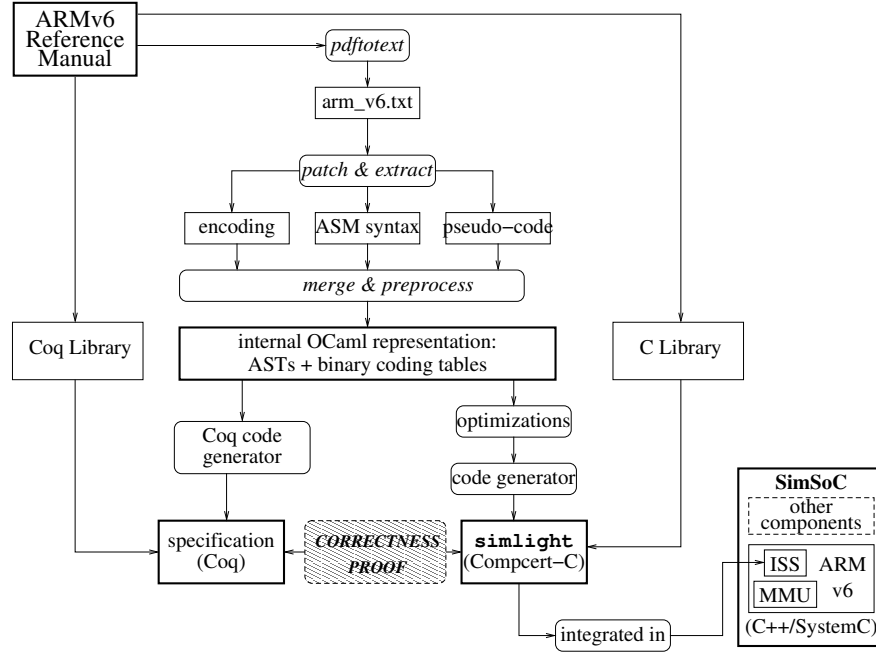 ARMv6
Reference
Manual
pdftotext
arm_v6.txt
patch & extract
encoding
ASM syntax
pseudo−code
merge & preprocess
Coq Library
internal OCaml representation:
ASTs + binary coding tables
C Library
optimizations
Coq code
generator
code generator
SimSoC
other
components
specification
(Coq)
CORRECTNESS
PROOF
simlight
(Compcert−C)
ISS
MMU
ARM
v6
(C++/SystemC)
integrated in